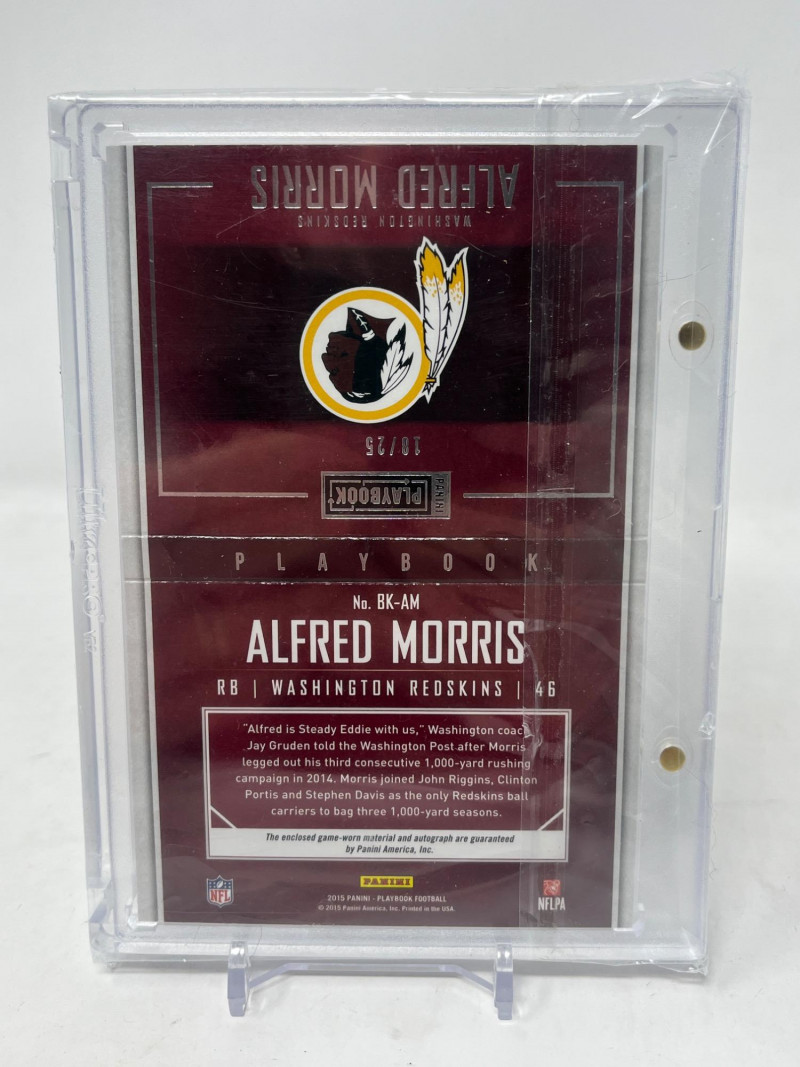 ALFRED MORRIS
WASHINGTON REDSKINS
18/25
PANINI
PLAYBOOK
PLAYBOOK
No. BK-AM
ALFRED MORRIS
RB | WASHINGTON REDSKINS | 46
"Alfred is Steady Eddie with us," Washington coach
Jay Gruden told the Washington Post after Morris
legged out his third consecutive 1,000-yard rushing
campaign in 2014. Morris joined John Riggins, Clinton
Portis and Stephen Davis as the only Redskins ball
carriers to bag three 1,000-yard seasons.
The enclosed game-worn material and autograph are guaranteed
by Panini America, Inc.
NFL
PANINI
2015 PANINI - PLAYBOOK FOOTBALL
© 2015 Panini America, Inc. Printed in the USA.
NFLPA